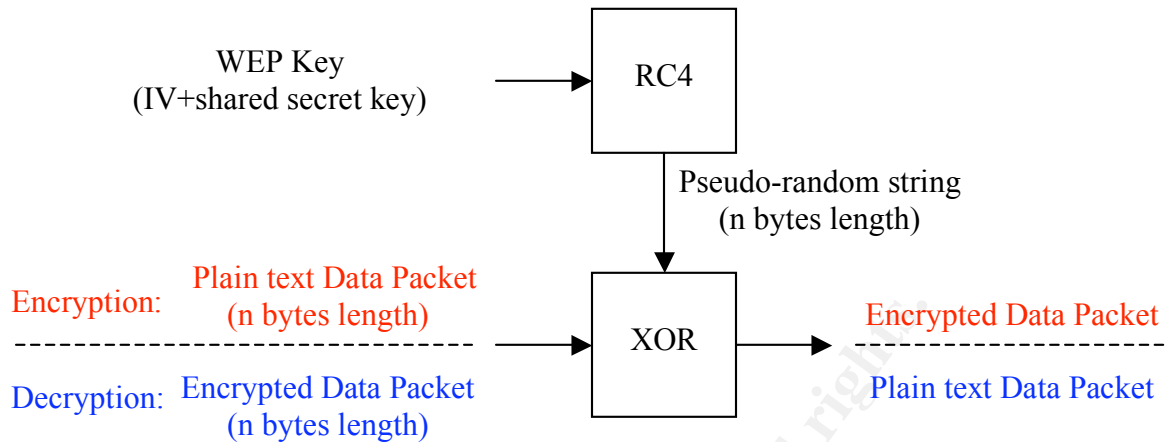 WEP Key
(IV+shared secret key)
RC4
Pseudo-random string
(n bytes length)
Encryption:
Plain text Data Packet
(n bytes length)
XOR
Encrypted Data Packet
Decryption:
Encrypted Data Packet
(n bytes length)
Plain text Data Packet
right